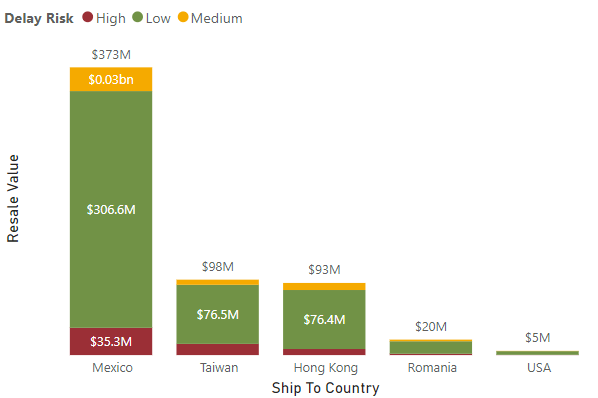 Delay Risk High Low Medium
$373M
$0.03bn
$306.6M
$35.3M
$98M
$76.5M
$93M
$76.4M
$20M
$5M
Resale Value
Mexico Taiwan Hong Kong Romania USA
Ship To Country